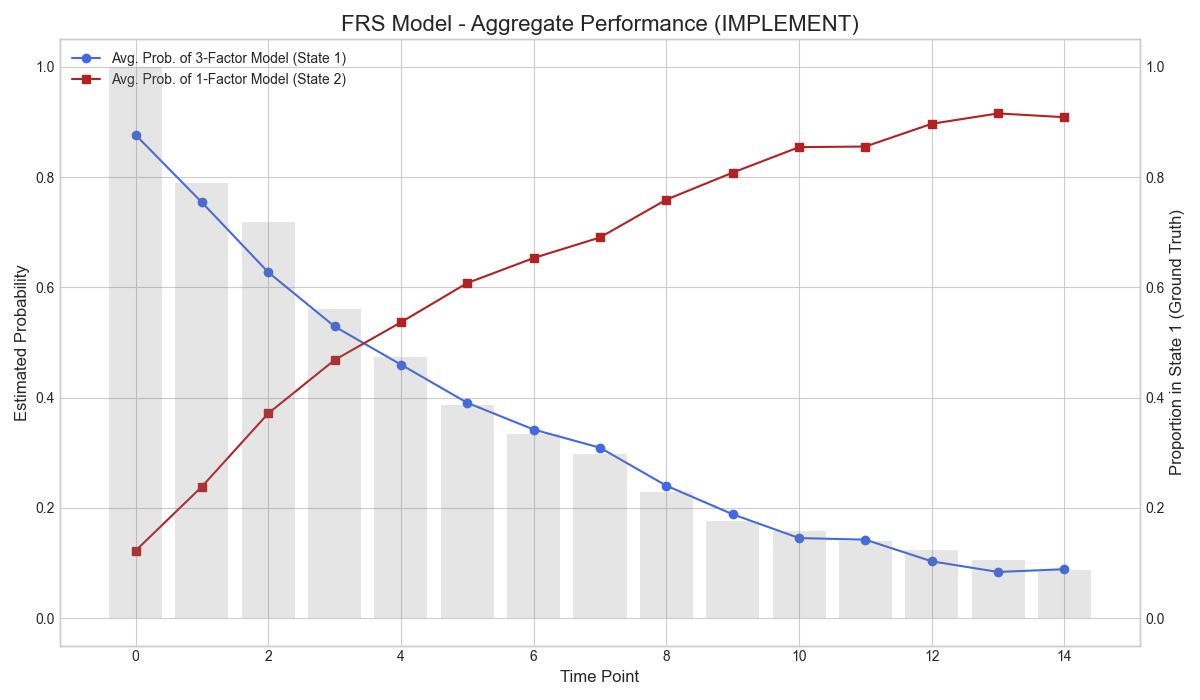 FRS Model - Aggregate Performance (IMPLEMENT)
Avg. Prob. of 3-Factor Model (State 1)
Avg. Prob. of 1-Factor Model (State 2)
Estimated Probability
1.0
0.8
0.6
0.4
0.2
0.0
1.0
0.8
0.6
0.4
0.2
0.0
Proportion in State 1 (Ground Truth)
0 2 4 6 8 10 12 14
Time Point